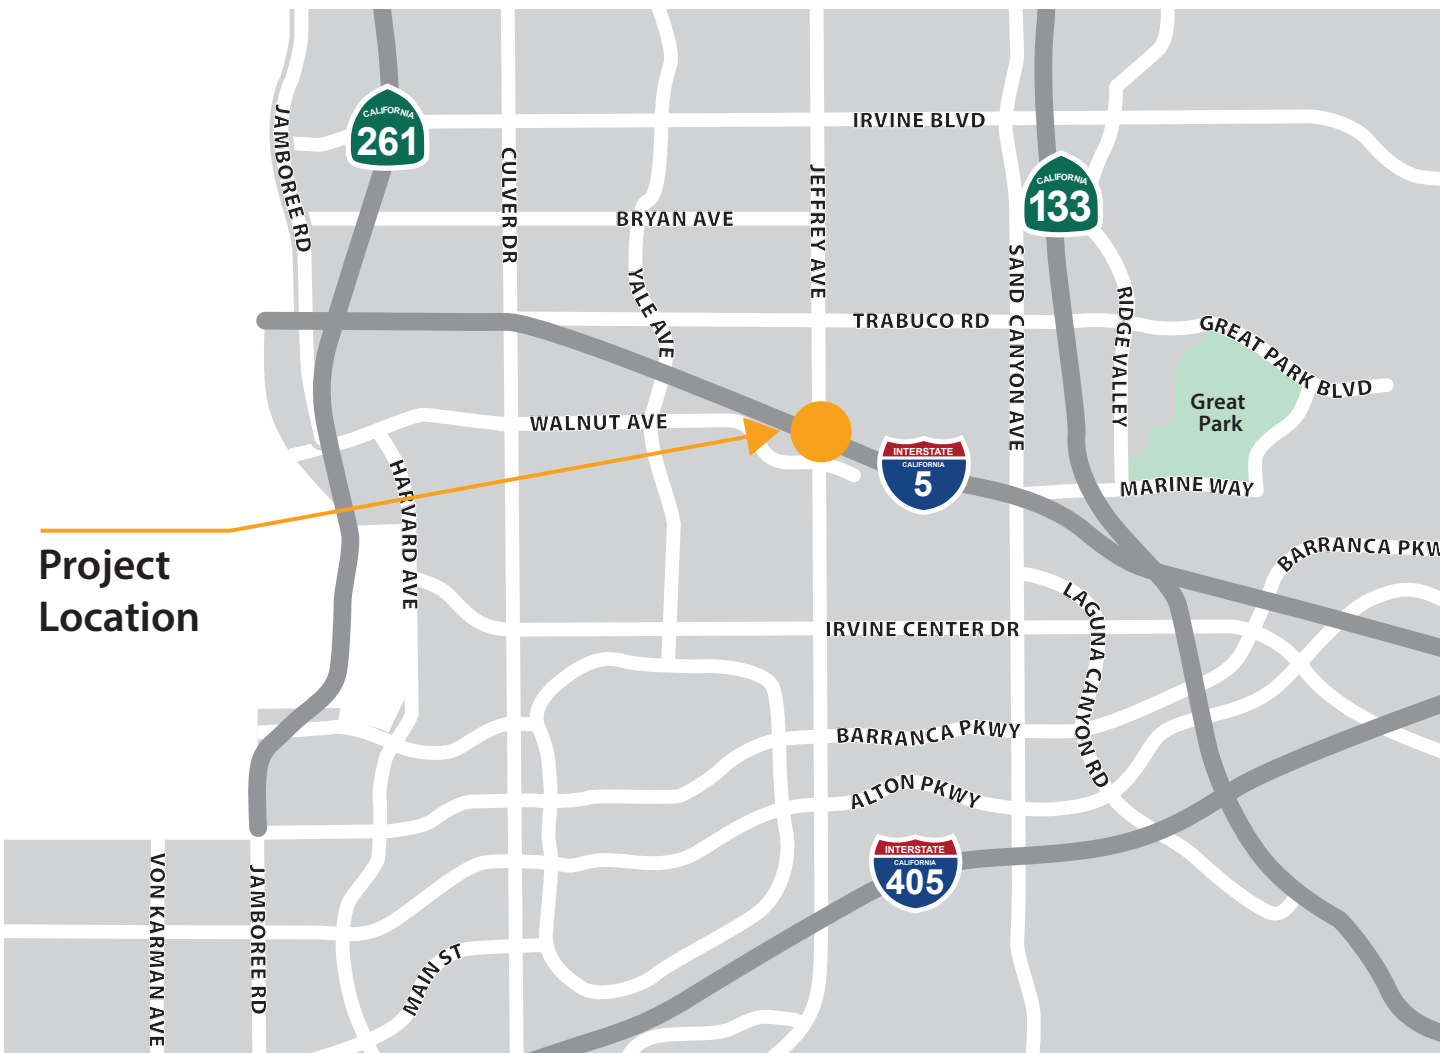 CALIFORNIA
261
JAMBOREE RD
IRVINE BLVD
CULVER DR
JEFFREY AVE
CALIFORNIA
133
BRYAN AVE
YALE AVE
SAND CANYON AVE
RIDGE VALLEY
TRABUCO RD
GREAT PARK BLVD
Great
Park
WALNUT AVE
INTERSTATE
CALIFORNIA
5
HARVARD AVE
MARINE WAY
Project
Location
BARRANCA PKW
LAGUNA CANYON RD
IRVINE CENTER DR
BARRANCA PKWY
ALTON PKWY
INTERSTATE
CALIFORNIA
405
VON KARMAN AVE
JAMBOREE RD
MAIN ST